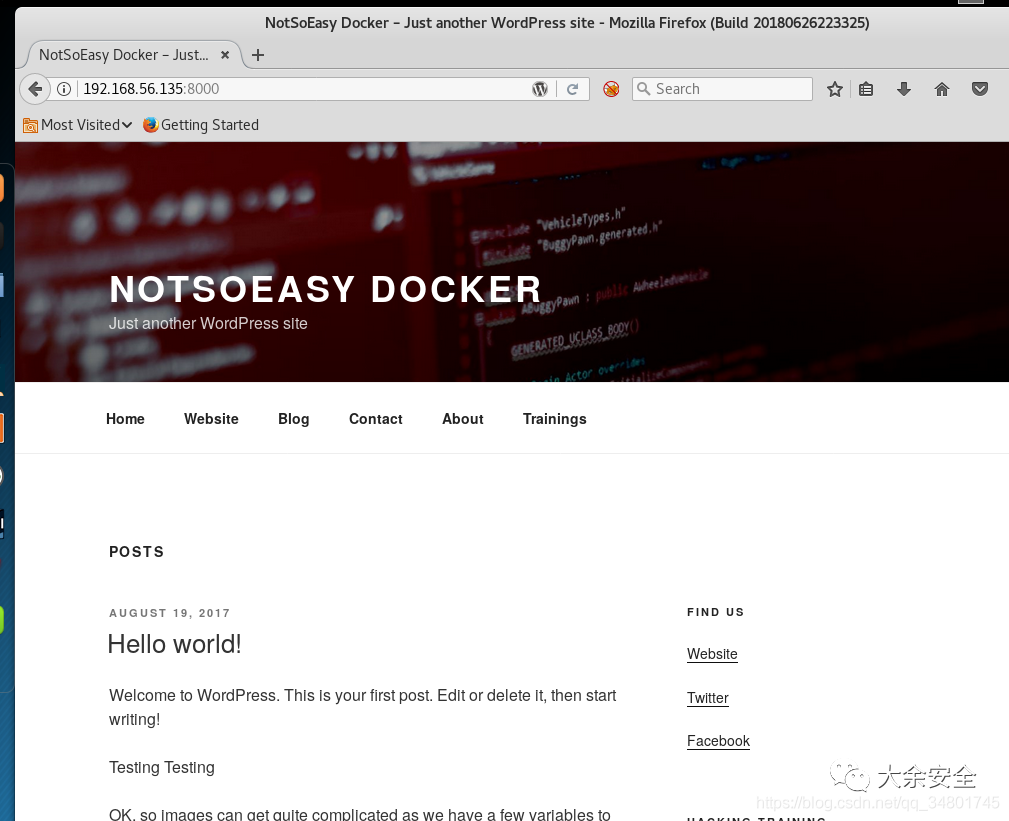 NotSoEasy Docker – Just another WordPress site - Mozilla Firefox (Build 20180626223325)
NotSoEasy Docker – Just...
192.168.56.135:8000
Search
Most Visited
Getting Started
#include "VehicleTypes.h"
"BuggyPawn.generated.h"
ABuggyPawn : public AWheeledVehicle
GENERATED_UCLASS_BODY()
Actor overrides
NOTSOEASY DOCKER
Just another WordPress site
Home Website Blog Contact About Trainings
POSTS
AUGUST 19, 2017
Hello world!
Welcome to WordPress. This is your first post. Edit or delete it, then start
writing!
Testing Testing
OK, so images can get quite complicated as we have a few variables to
FIND US
Website
Twitter
Facebook
HACKING TRAINING
大余安全
https://blog.csdn.net/qq_34801745